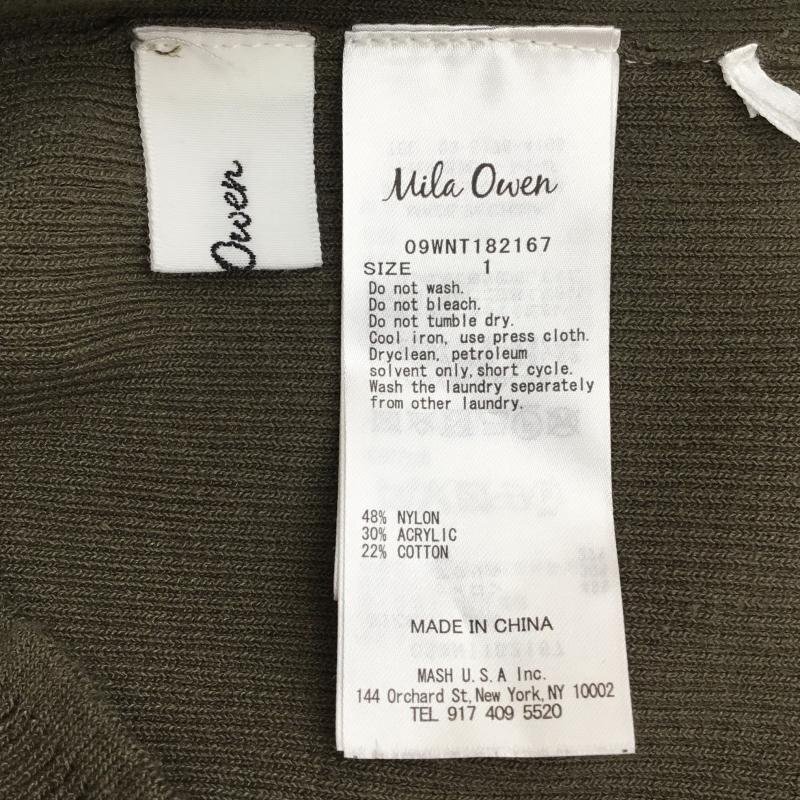 Owen
Mila Owen
09WNT182167
SIZE 1
Do not wash.
Do not bleach.
Do not tumble dry.
Cool iron, use press cloth.
Dryclean, petroleum
solvent only, short cycle.
Wash the laundry separately
from other laundry.
48% NYLON
30% ACRYLIC
22% COTTON
MADE IN CHINA
MASH U.S.A Inc.
144 Orchard St, New York, NY 10002
TEL 917 409 5520